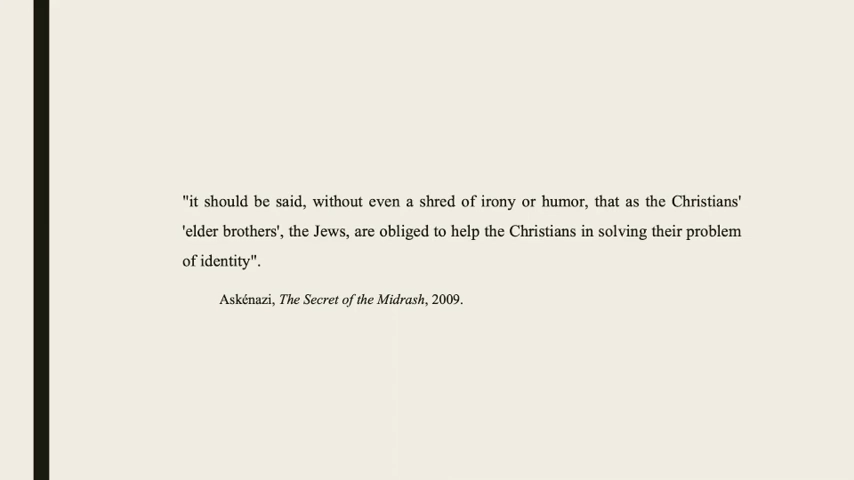 "it should be said, without even a shred of irony or humor, that as the Christians'
'elder brothers', the Jews, are obliged to help the Christians in solving their problem
of identity".
Askénazi, The Secret of the Midrash, 2009.